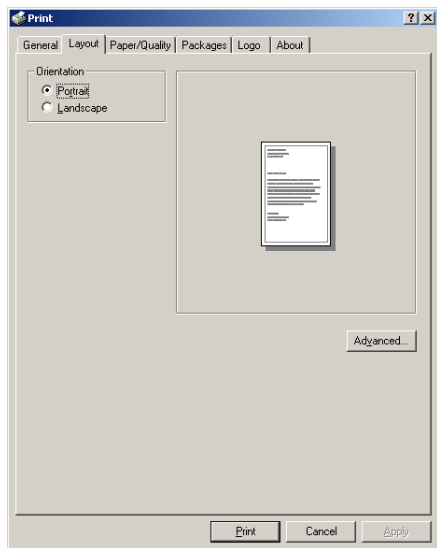 Print
General Layout Paper/Quality Packages Logo About
Orientation
Portrait
Landscape
Advanced...
Print Cancel Apply